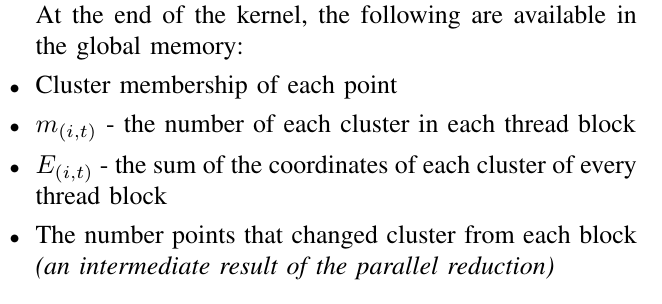 At the end of the kernel, the following are available in
the global memory:
• Cluster membership of each point
• m(i,t) - the number of each cluster in each thread block
• E(i,t) - the sum of the coordinates of each cluster of every
thread block
• The number points that changed cluster from each block
(an intermediate result of the parallel reduction)